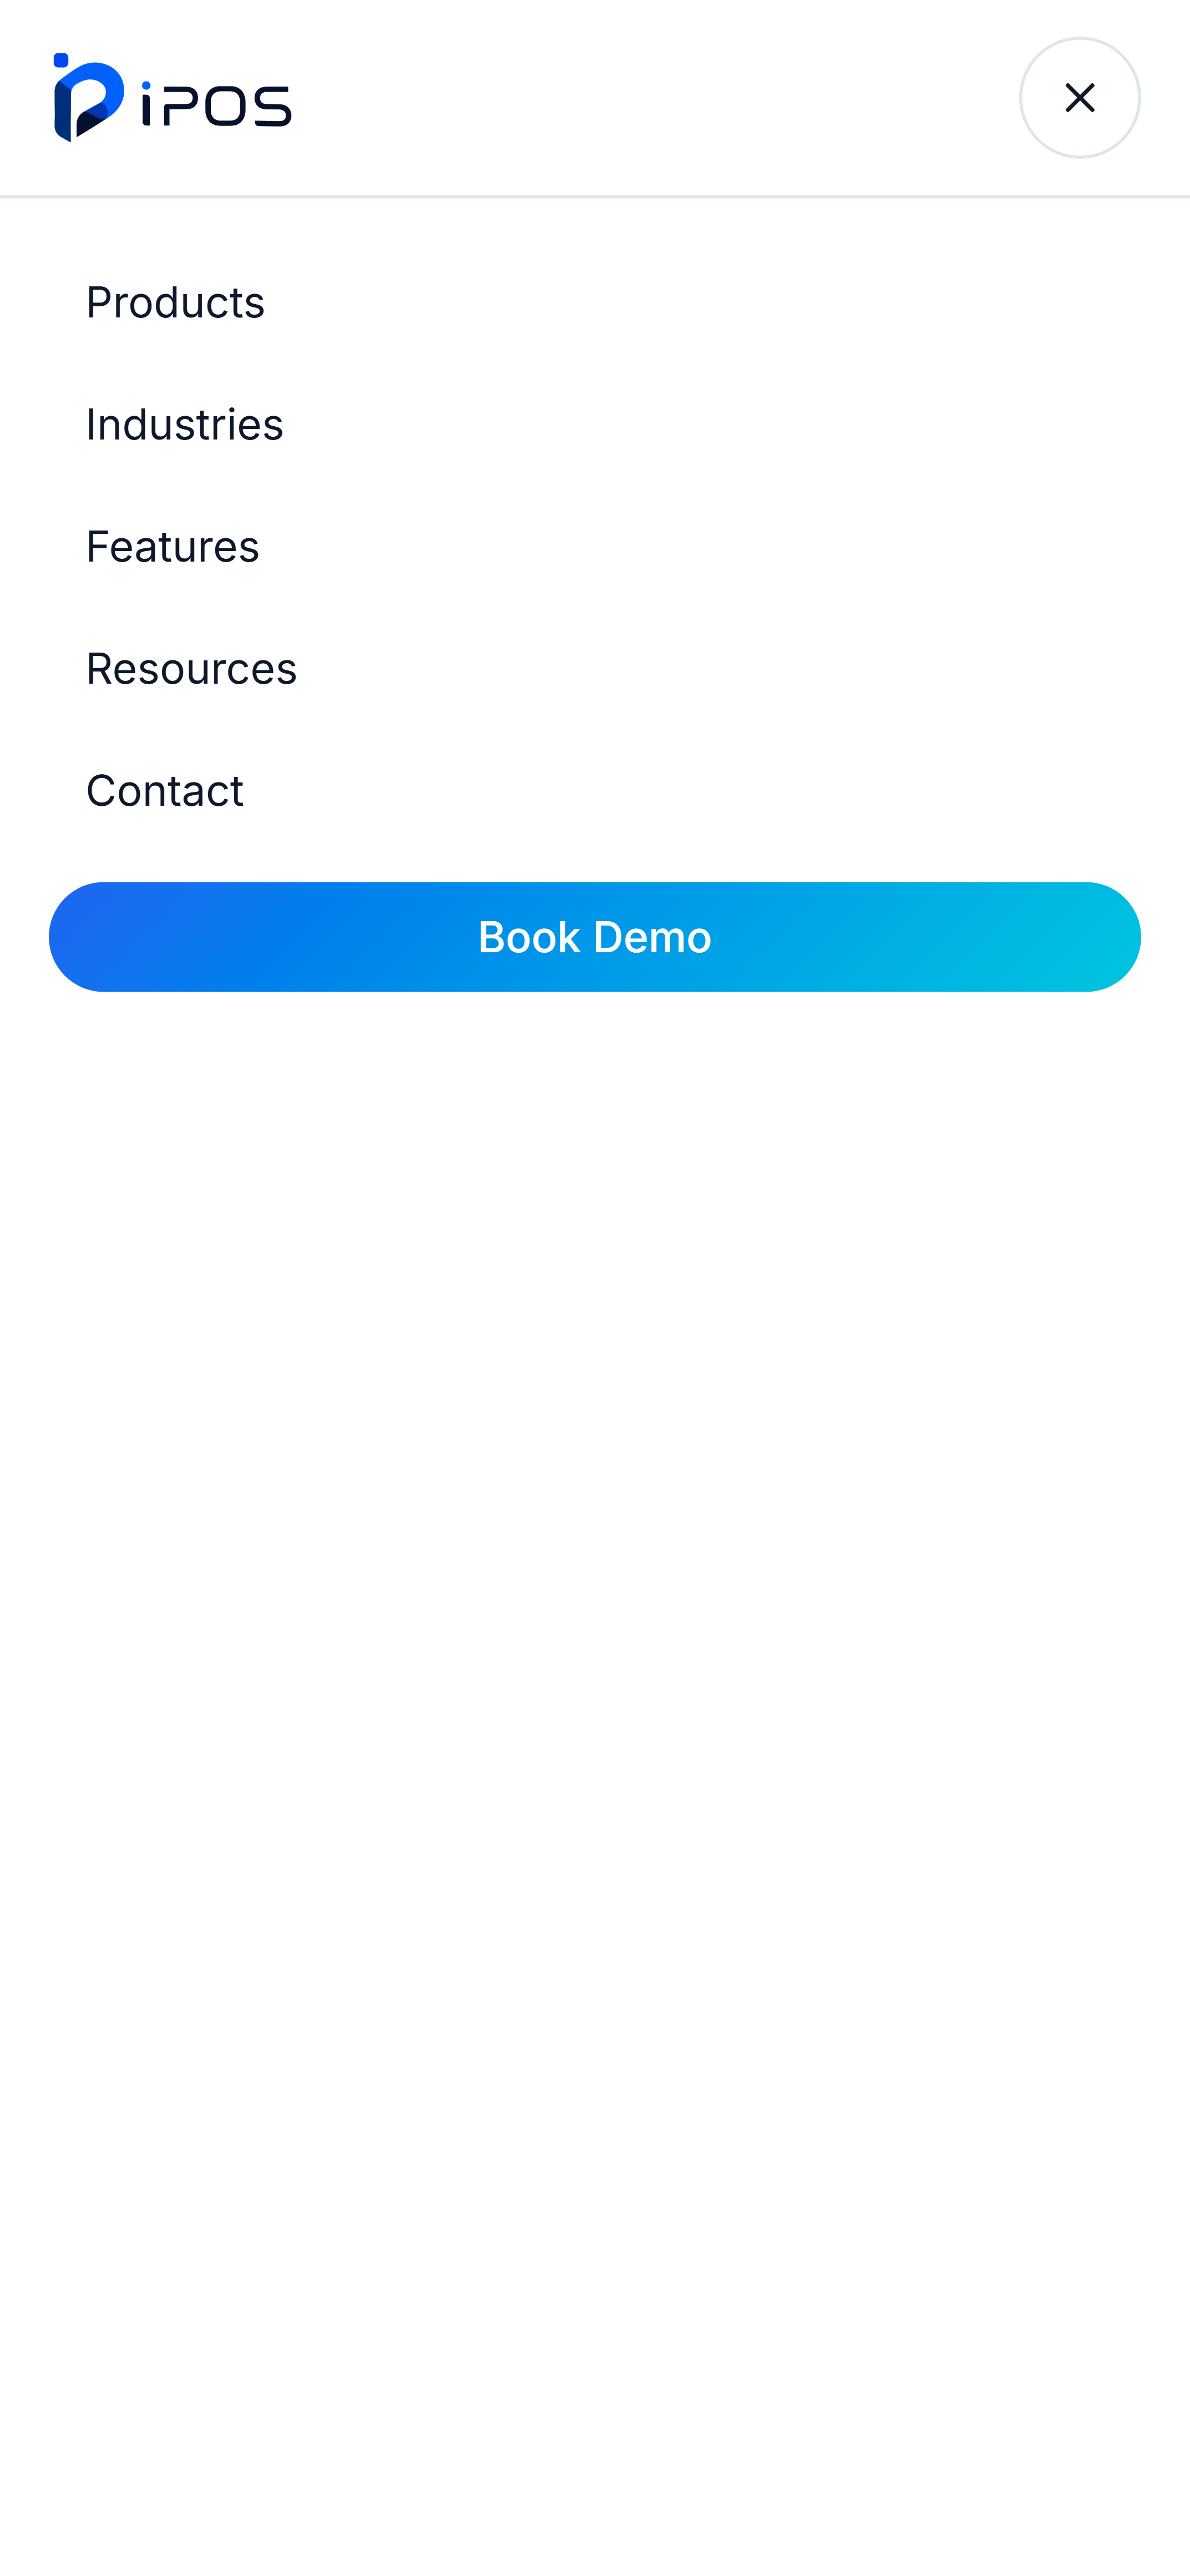 iPOS
Products
Industries
Features
Resources
Contact
Book Demo